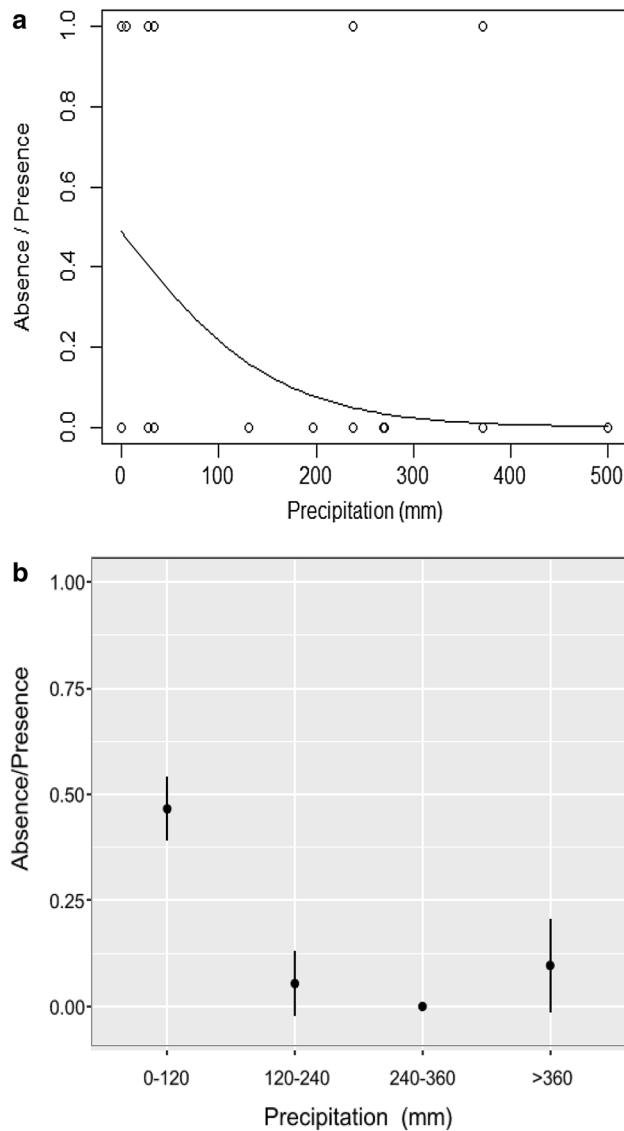 a
1.0
0.8
0.6
0.4
0.2
0.0
Absence / Presence
0 100 200 300 400 500
Precipitation (mm)
b
1.00
0.75
0.50
0.25
0.00
Absence/Presence
0-120 120-240 240-360 >360
Precipitation (mm)